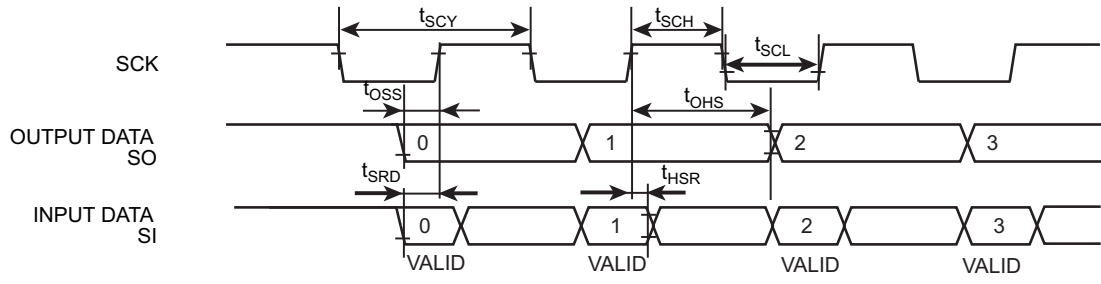 tSCY
tSCH
tSCL
SCK
tOSS
tOHS
OUTPUT DATA
SO
0 1 2 3
tSRD
tHSR
INPUT DATA
SI
0 1 2 3
VALID VALID VALID VALID